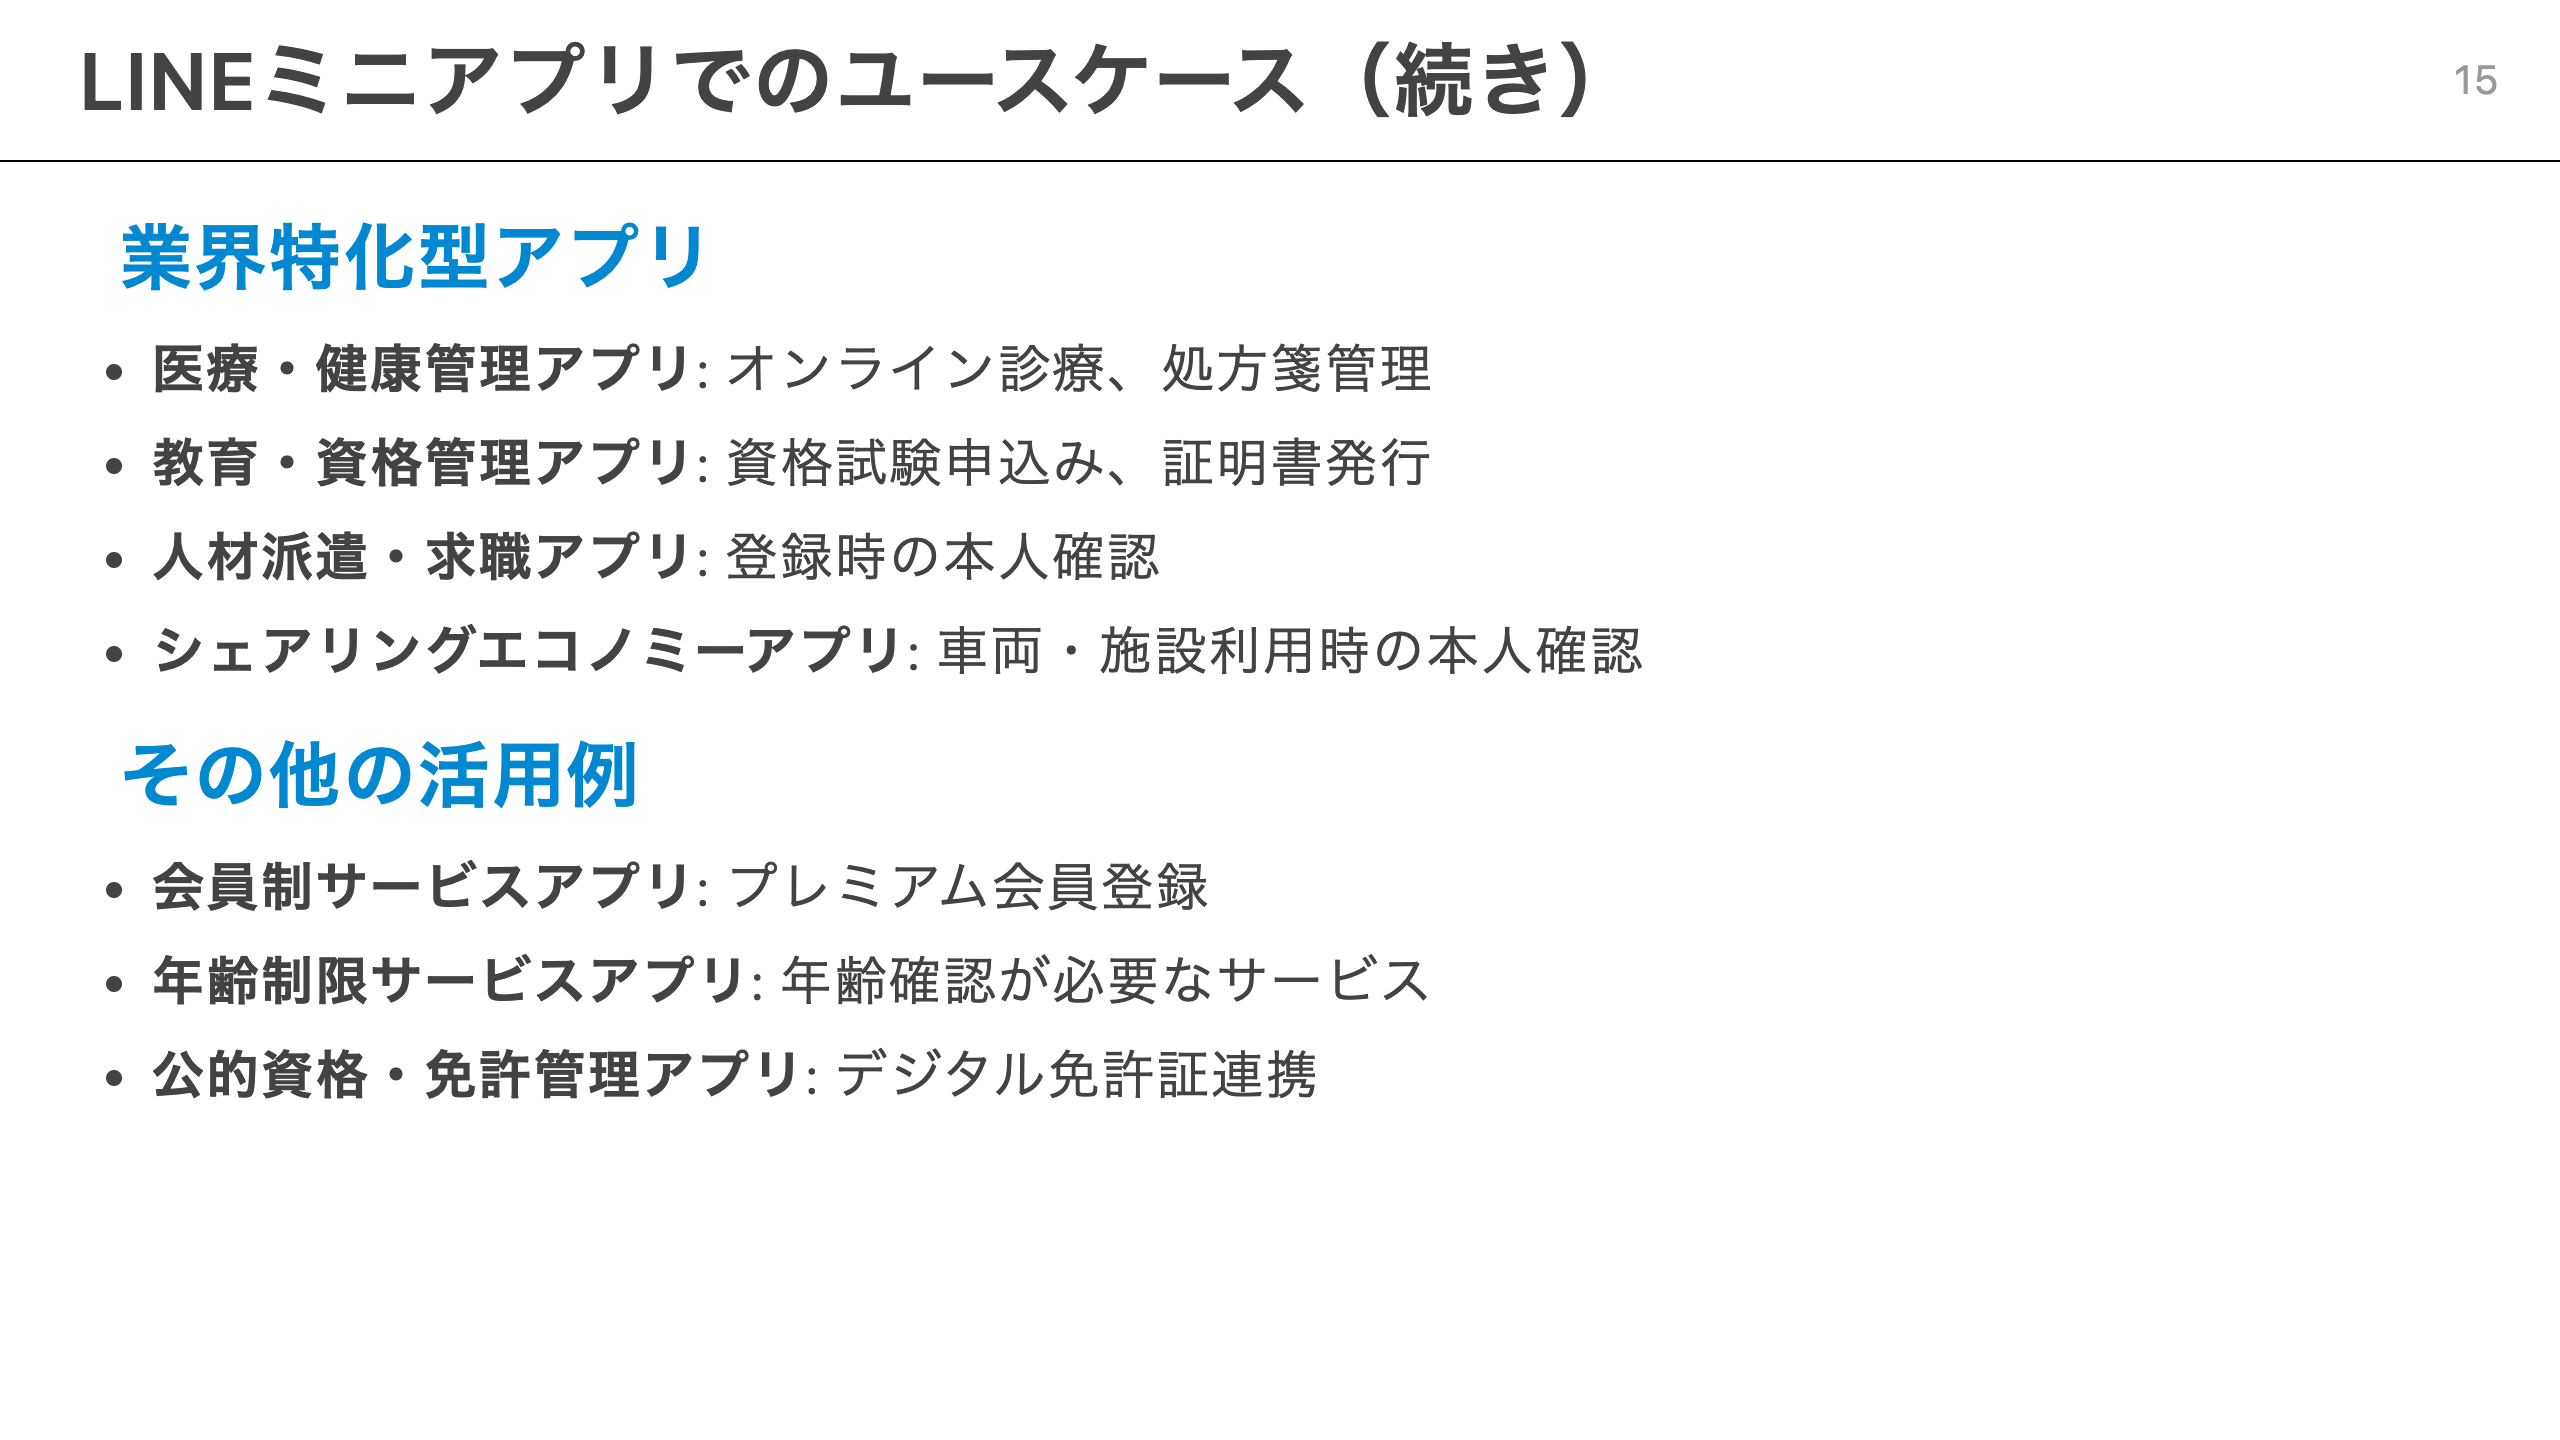 LINEミニアプリでのユースケース（続き）
15
業界特化型アプリ
• 医療・健康管理アプリ: オンライン診療、処方箋管理
• 教育・資格管理アプリ: 資格試験申込み、証明書発行
• 人材派遣・求職アプリ: 登録時の本人確認
• シェアリングエコノミーアプリ: 車両・施設利用時の本人確認
その他の活用例
• 会員制サービスアプリ: プレミアム会員登録
• 年齢制限サービスアプリ: 年齢確認が必要なサービス
• 公的資格・免許管理アプリ: デジタル免許証連携